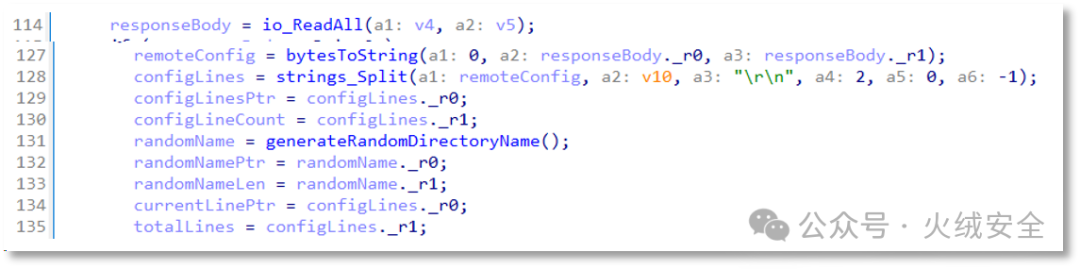 114 responseBody = io_ReadAll(a1: v4, a2: v5);
127 remoteConfig = bytesToString(a1: 0, a2: responseBody._r0, a3: responseBody._r1);
128 configLines = strings_Split(a1: remoteConfig, a2: v10, a3: "\r\n", a4: 2, a5: 0, a6: -1);
129 configLinesPtr = configLines._r0;
130 configLineCount = configLines._r1;
131 randomName = generateRandomDirectoryName();
132 randomNamePtr = randomName._r0;
133 randomNameLen = randomName._r1;
134 currentLinePtr = configLines._r0;
135 totalLines = configLines._r1;
公众号 · 火绒安全